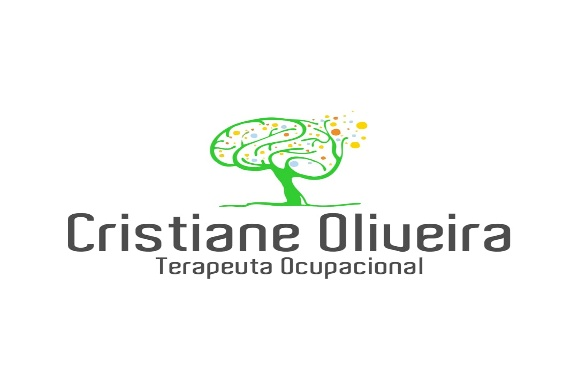 Cristiane Oliveira
Terapeuta Ocupacional